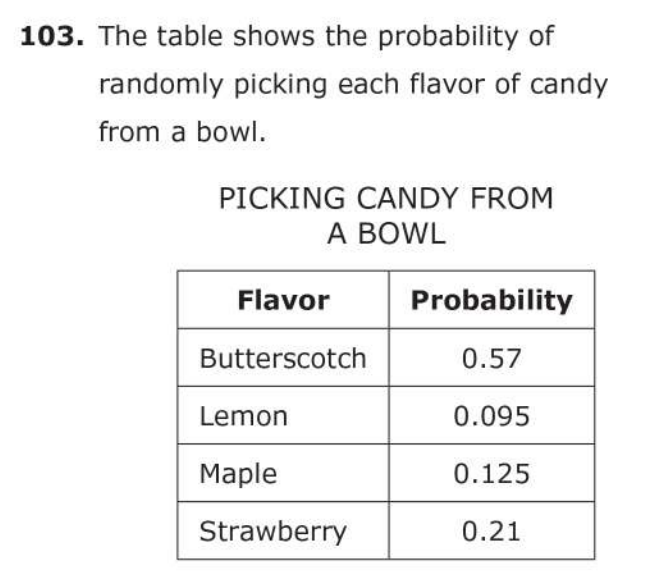 103. The table shows the probability of
randomly picking each flavor of candy
from a bowl.
PICKING CANDY FROM
A BOWL
Flavor Probability
Butterscotch 0.57
Lemon 0.095
Maple 0.125
Strawberry 0.21